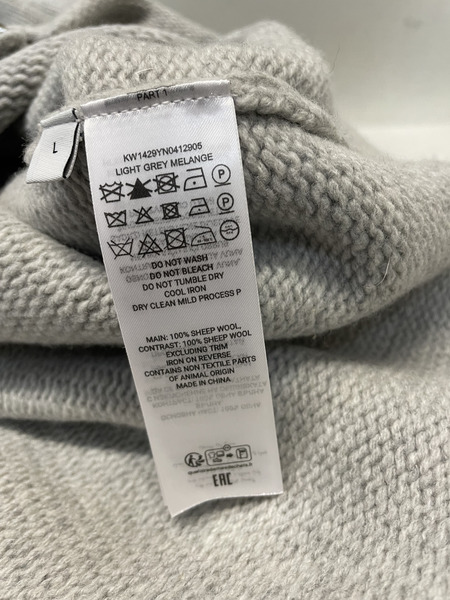 PART 1
L
KW1429YN0412905
LIGHT GREY MELANGE
P
P
DO NOT WASH
DO NOT BLEACH
DO NOT TUMBLE DRY
COOL IRON
DRY CLEAN MILD PROCESS P
MAIN: 100% SHEEP WOOL,
CONTRAST: 100% SHEEP WOOL
EXCLUDING TRIM
IRON ON REVERSE
CONTAINS NON TEXTILE PARTS
OF ANIMAL ORIGIN
MADE IN CHINA
EAC